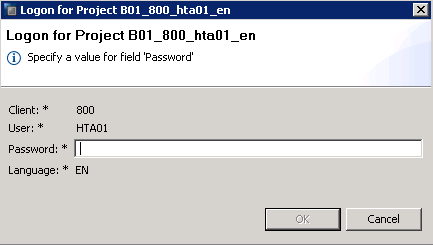 Logon for Project B01_800_hta01_en
Logon for Project B01_800_hta01_en
Specify a value for field 'Password'
Client: * 800
User: * HTA01
Password: *
Language: * EN
OK Cancel